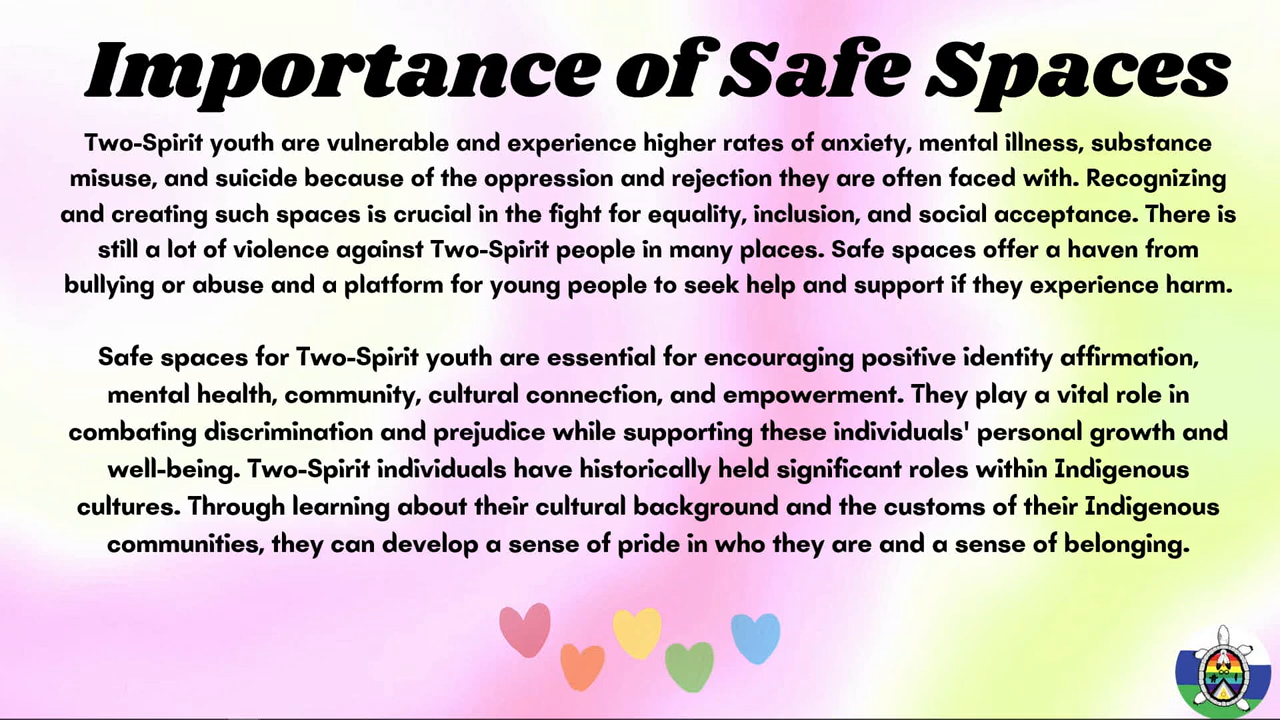 Importance of Safe Spaces
Two-Spirit youth are vulnerable and experience higher rates of anxiety, mental illness, substance
misuse, and suicide because of the oppression and rejection they are often faced with. Recognizing
and creating such spaces is crucial in the fight for equality, inclusion, and social acceptance. There is
still a lot of violence against Two-Spirit people in many places. Safe spaces offer a haven from
bullying or abuse and a platform for young people to seek help and support if they experience harm.
Safe spaces for Two-Spirit youth are essential for encouraging positive identity affirmation,
mental health, community, cultural connection, and empowerment. They play a vital role in
combating discrimination and prejudice while supporting these individuals' personal growth and
well-being. Two-Spirit individuals have historically held significant roles within Indigenous
cultures. Through learning about their cultural background and the customs of their Indigenous
communities, they can develop a sense of pride in who they are and a sense of belonging.